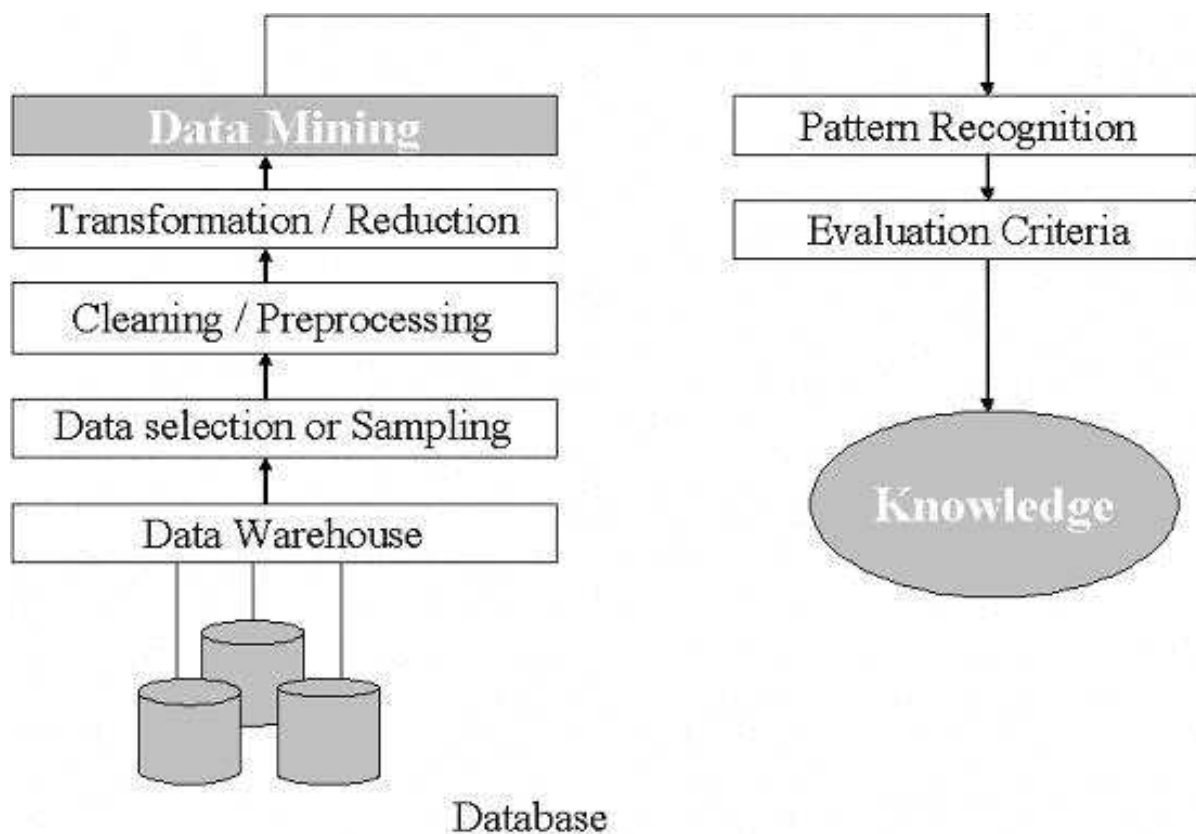 Data Mining
Transformation / Reduction
Cleaning / Preprocessing
Data selection or Sampling
Data Warehouse
Database
Pattern Recognition
Evaluation Criteria
Knowledge